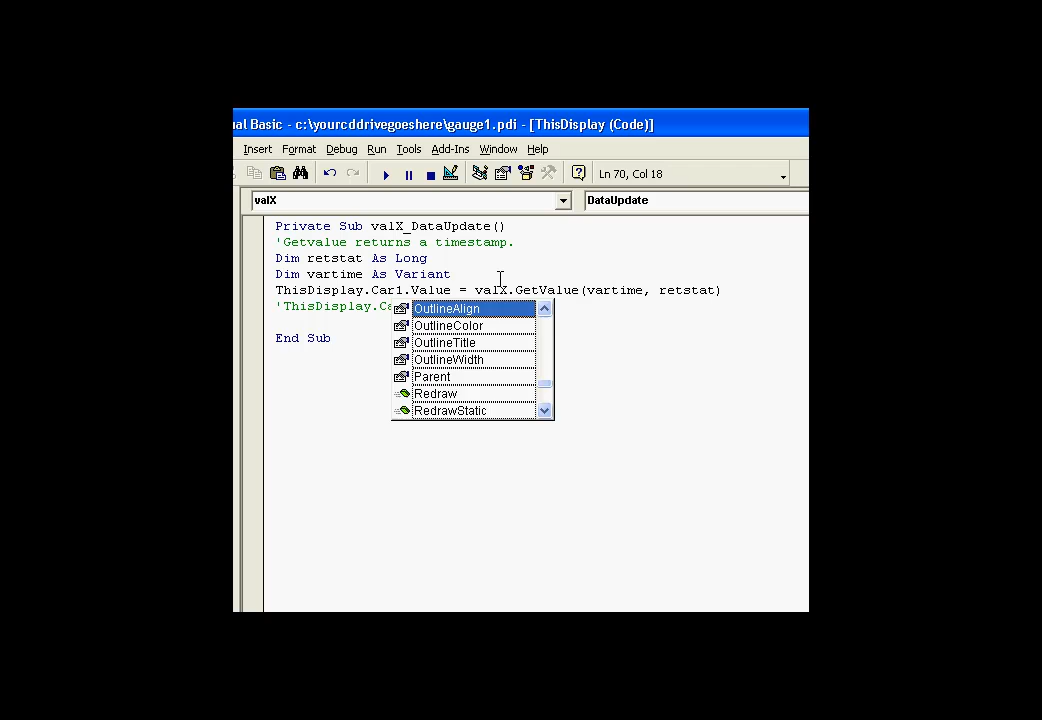 ual Basic - c:\yourcddrivegoeshere\gauge1.pdi - [ThisDisplay (Code)]
Insert Format Debug Run Tools Add-Ins Window Help
Ln 70, Col 18
valX DataUpdate
Private Sub valX_DataUpdate()
'Getvalue returns a timestamp.
Dim retstat As Long
Dim vartime As Variant
ThisDisplay.Car1.Value = valX.GetValue(vartime, retstat)
'ThisDisplay.Ca
OutlineAlign
OutlineColor
OutlineTitle
End Sub
OutlineWidth
Parent
Redraw
RedrawStatic